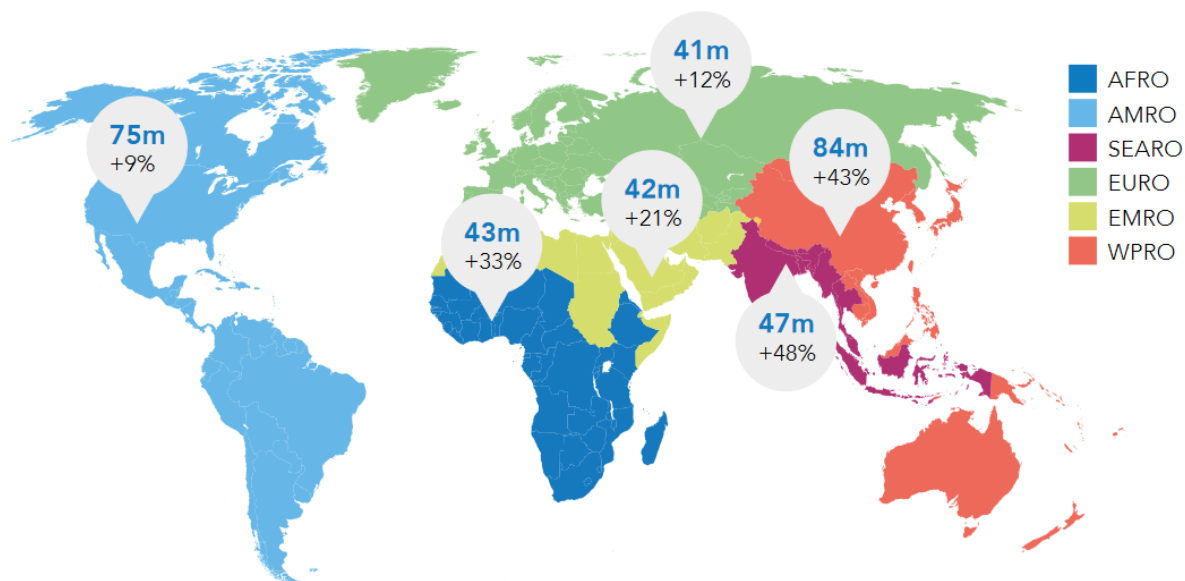 41m
+12%
75m
+9%
84m
+43%
42m
+21%
43m
+33%
47m
+48%
AFRO
AMRO
SEARO
EURO
EMRO
WPRO